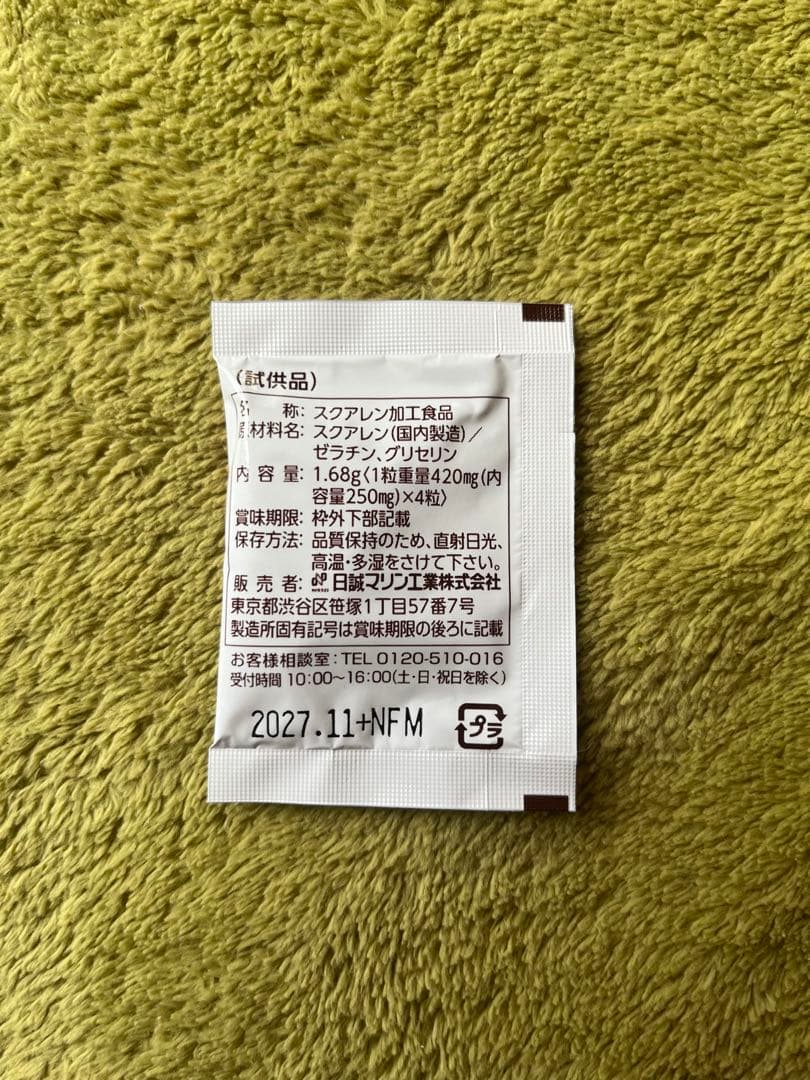 (試供品)
名称: スクアレン加工食品
原材料名: スクアレン(国内製造)/
ゼラチン、グリセリン
内容量: 1.68g〈1粒重量420mg(内
容量250mg)×4粒〉
賞味期限: 枠外下部記載
保存方法: 品質保持のため、直射日光、
高温・多湿をさけて下さい。
販売者: 日誠マリン工業株式会社
東京都渋谷区笹塚1丁目57番7号
製造所固有記号は賞味期限の後ろに記載
お客様相談室:TEL 0120-510-016
受付時間 10:00〜16:00(土・日・祝日を除く)
2027.11+NFM
プラ